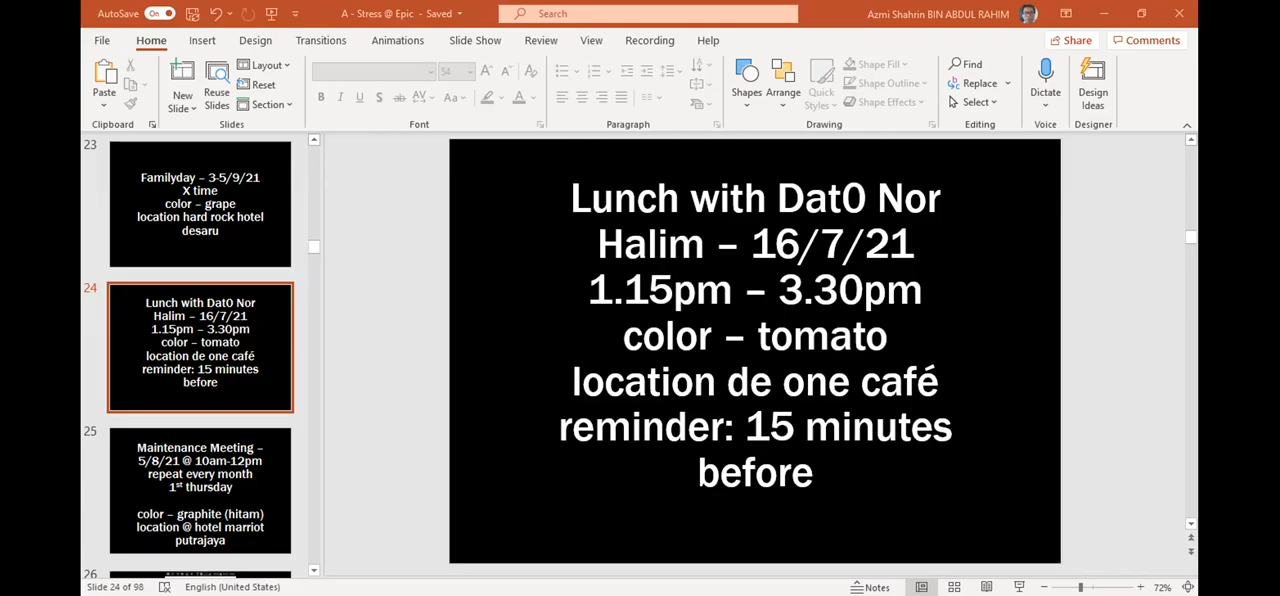 AutoSave On A - Stress @ Epic - Saved Search Azmi Shahrin BIN ABDUL RAHIM
File Home Insert Design Transitions Animations Slide Show Review View Recording Help Share Comments
Paste
New Slides
Reuse Slides
Layout
Reset
Section
54
B I U S ab AV Aa A
Shapes
Arrange
Quick Styles
Shape Fill
Shape Outline
Shape Effects
Find
Replace
Select
Dictate
Design Ideas
Clipboard Slides Font Paragraph Drawing Editing Voice Designer
23
Familyday – 3-5/9/21
X time
color – grape
location hard rock hotel
desaru
24
Lunch with Dat0 Nor
Halim – 16/7/21
1.15pm – 3.30pm
color – tomato
location de one café
reminder: 15 minutes
before
25
Maintenance Meeting –
5/8/21 @ 10am-12pm
repeat every month
1st thursday
color – graphite (hitam)
location @ hotel marriot
putrajaya
26
Lunch with Dat0 Nor
Halim – 16/7/21
1.15pm – 3.30pm
color – tomato
location de one café
reminder: 15 minutes
before
Slide 24 of 98 English (United States) Notes 72%